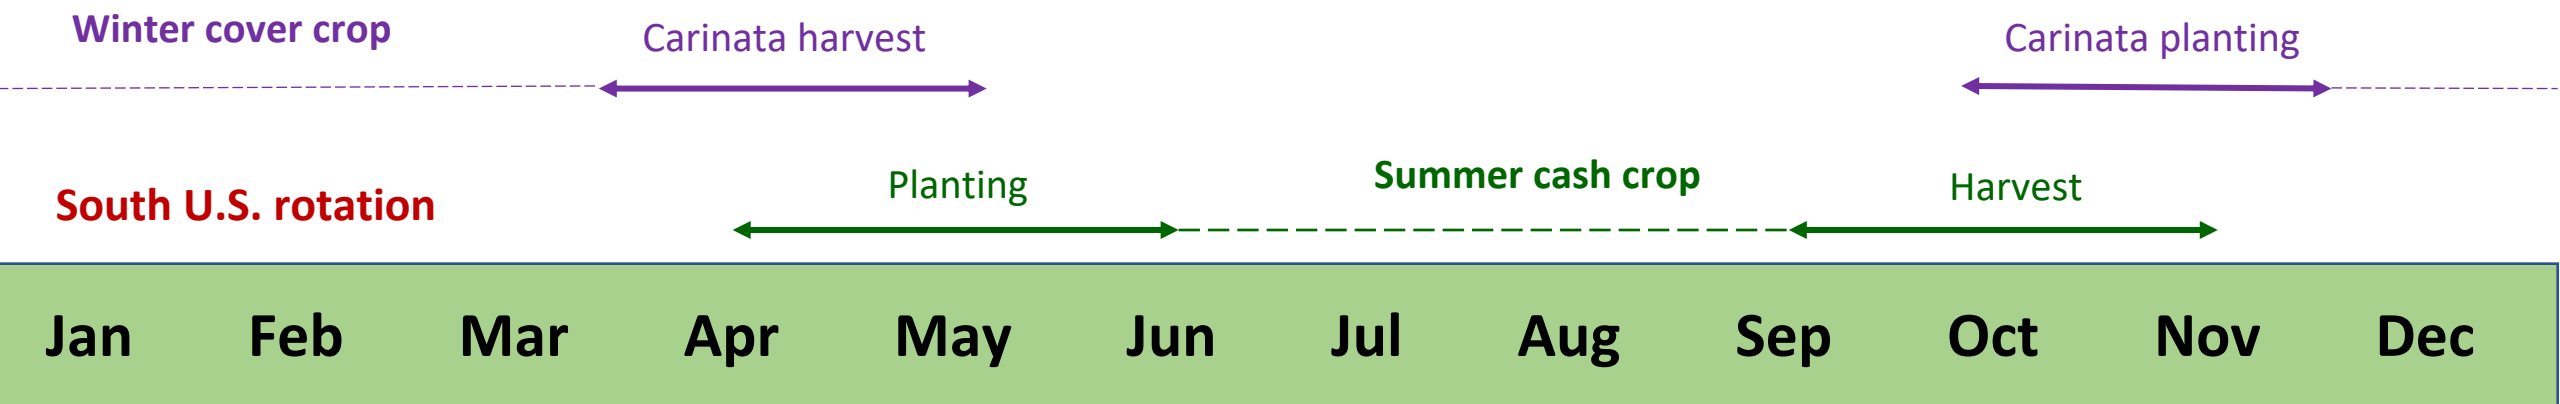 Winter cover crop
Carinata harvest
Carinata planting
South U.S. rotation
Planting
Summer cash crop
Harvest
Jan Feb Mar Apr May Jun Jul Aug Sep Oct Nov Dec